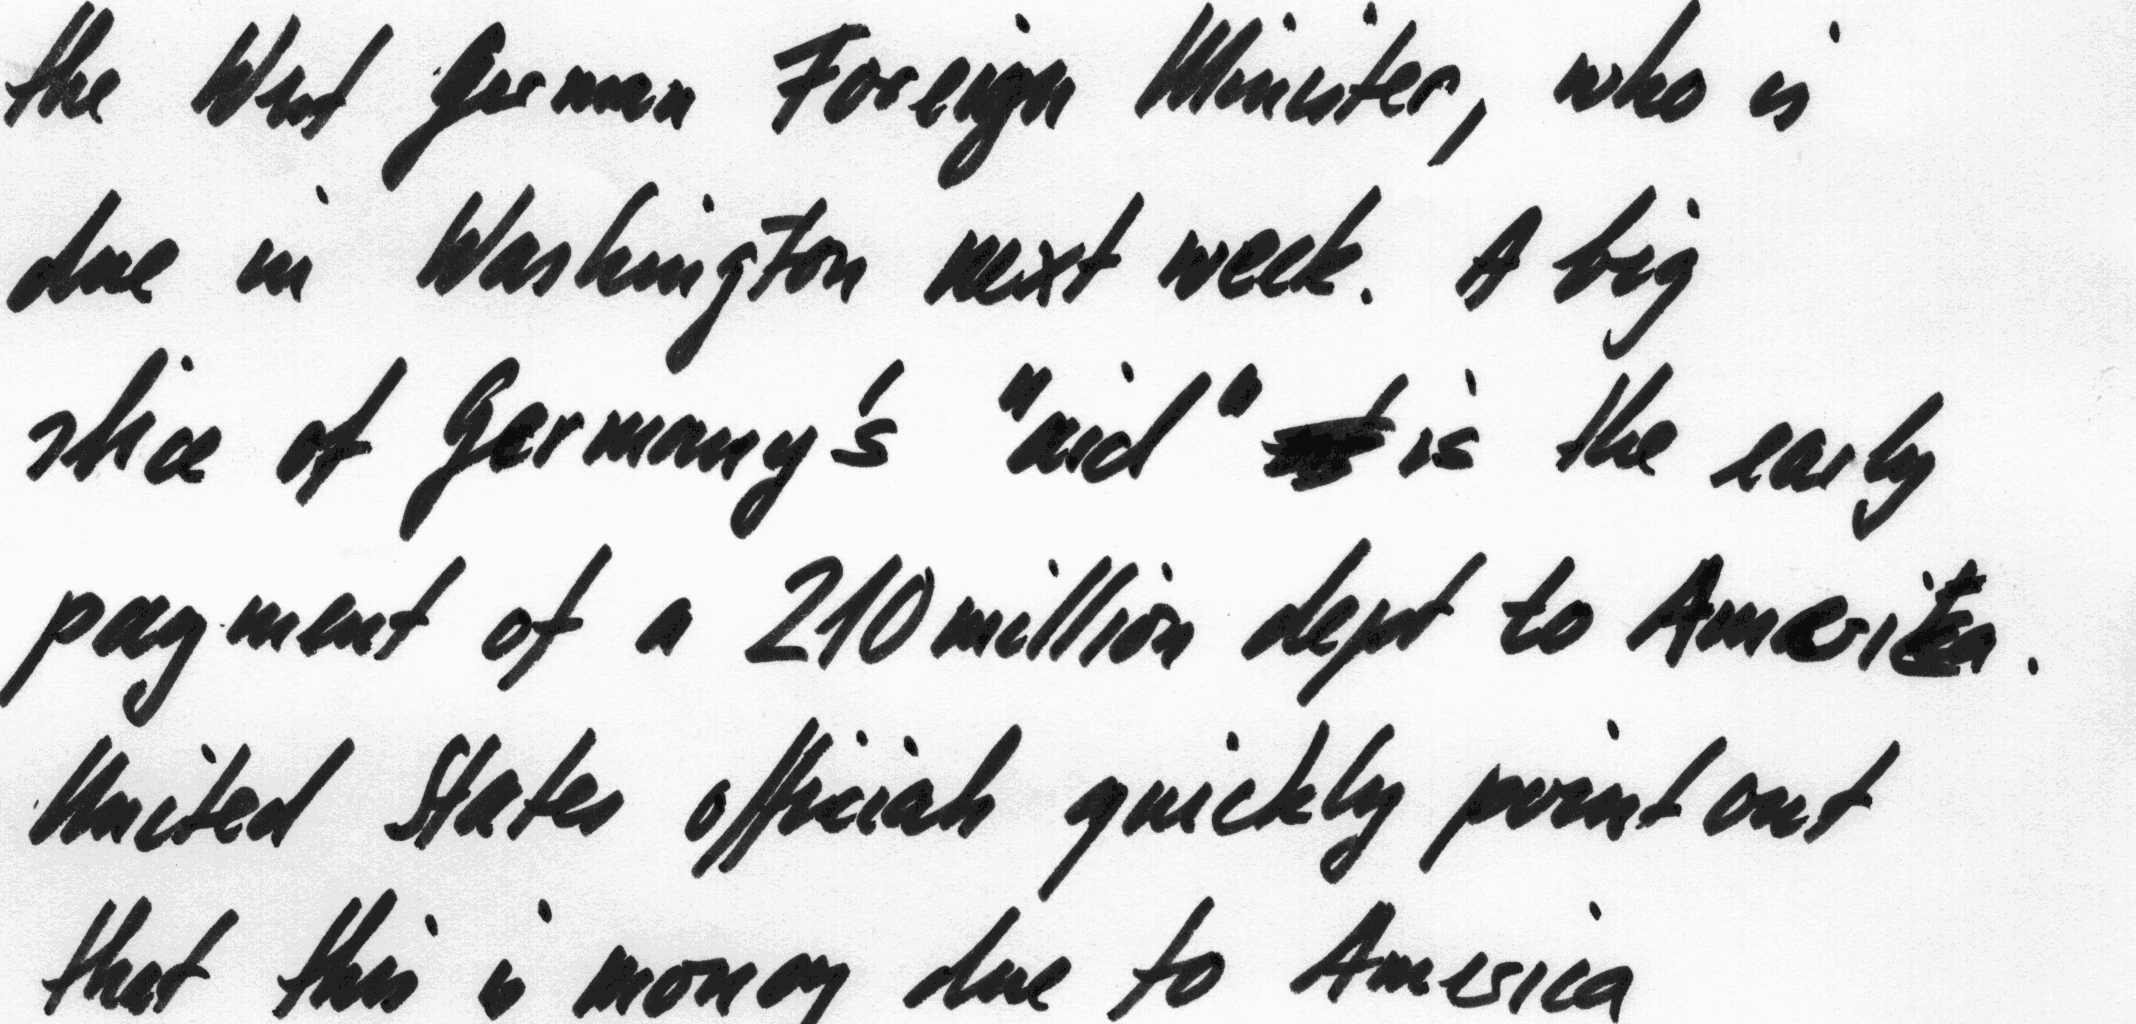 the West German Foreign Minister, who is
due in Washington next week. A big
slice of Germany's "aid" is the early
payment of a 210 million dept to America.
United States officials quickly point out
that this is money due to America